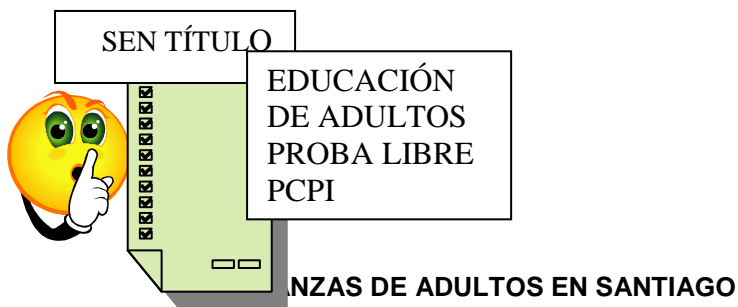 SEN TÍTULO
EDUCACIÓN
DE ADULTOS
PROBA LIBRE
PCPI
DE ADULTOS EN SANTIAGO